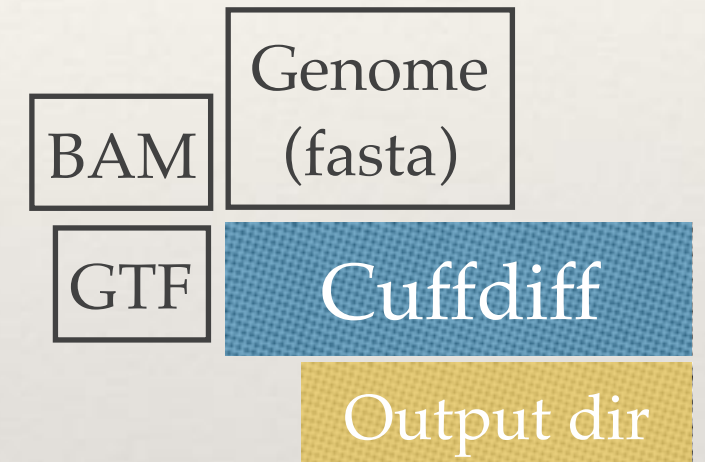 Genome
(fasta)
BAM
GTF
Cuffdiff
Output dir